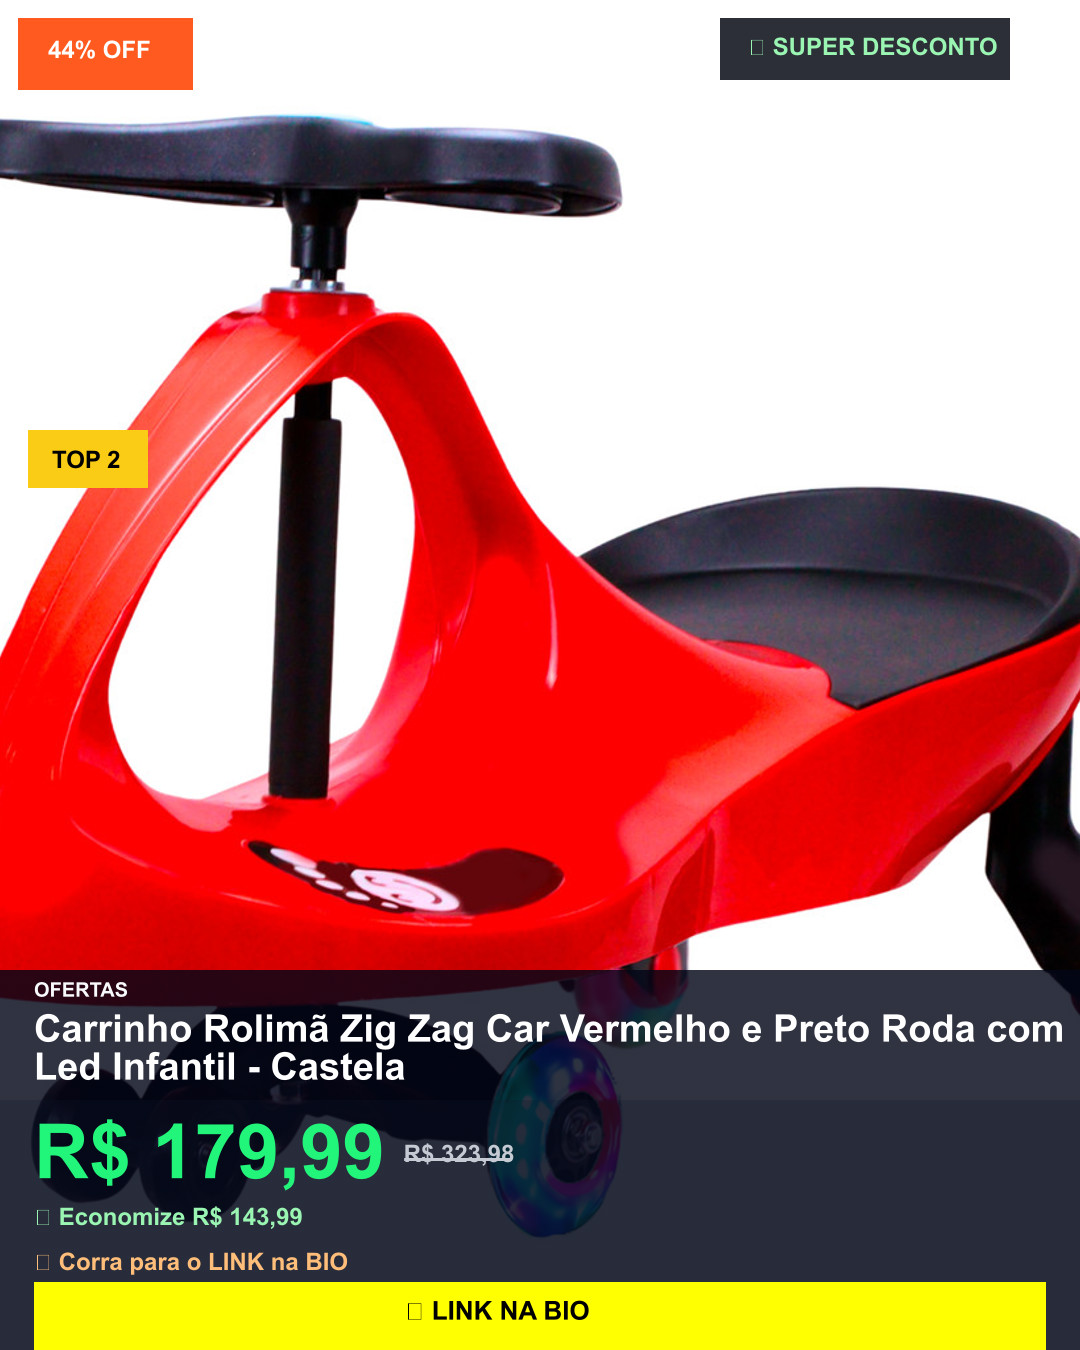 44% OFF
SUPER DESCONTO
TOP 2
OFERTAS
Carrinho Rolimã Zig Zag Car Vermelho e Preto Roda com
Led Infantil - Castela
R$ 179,99 R$ 323,98
Economize R$ 143,99
Corra para o LINK na BIO
LINK NA BIO